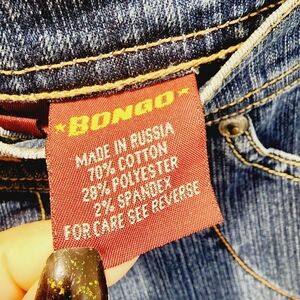 *BONGO*
MADE IN RUSSIA
70% COTTON
28% POLYESTER
2% SPANDEX
FOR CARE SEE REVERSE